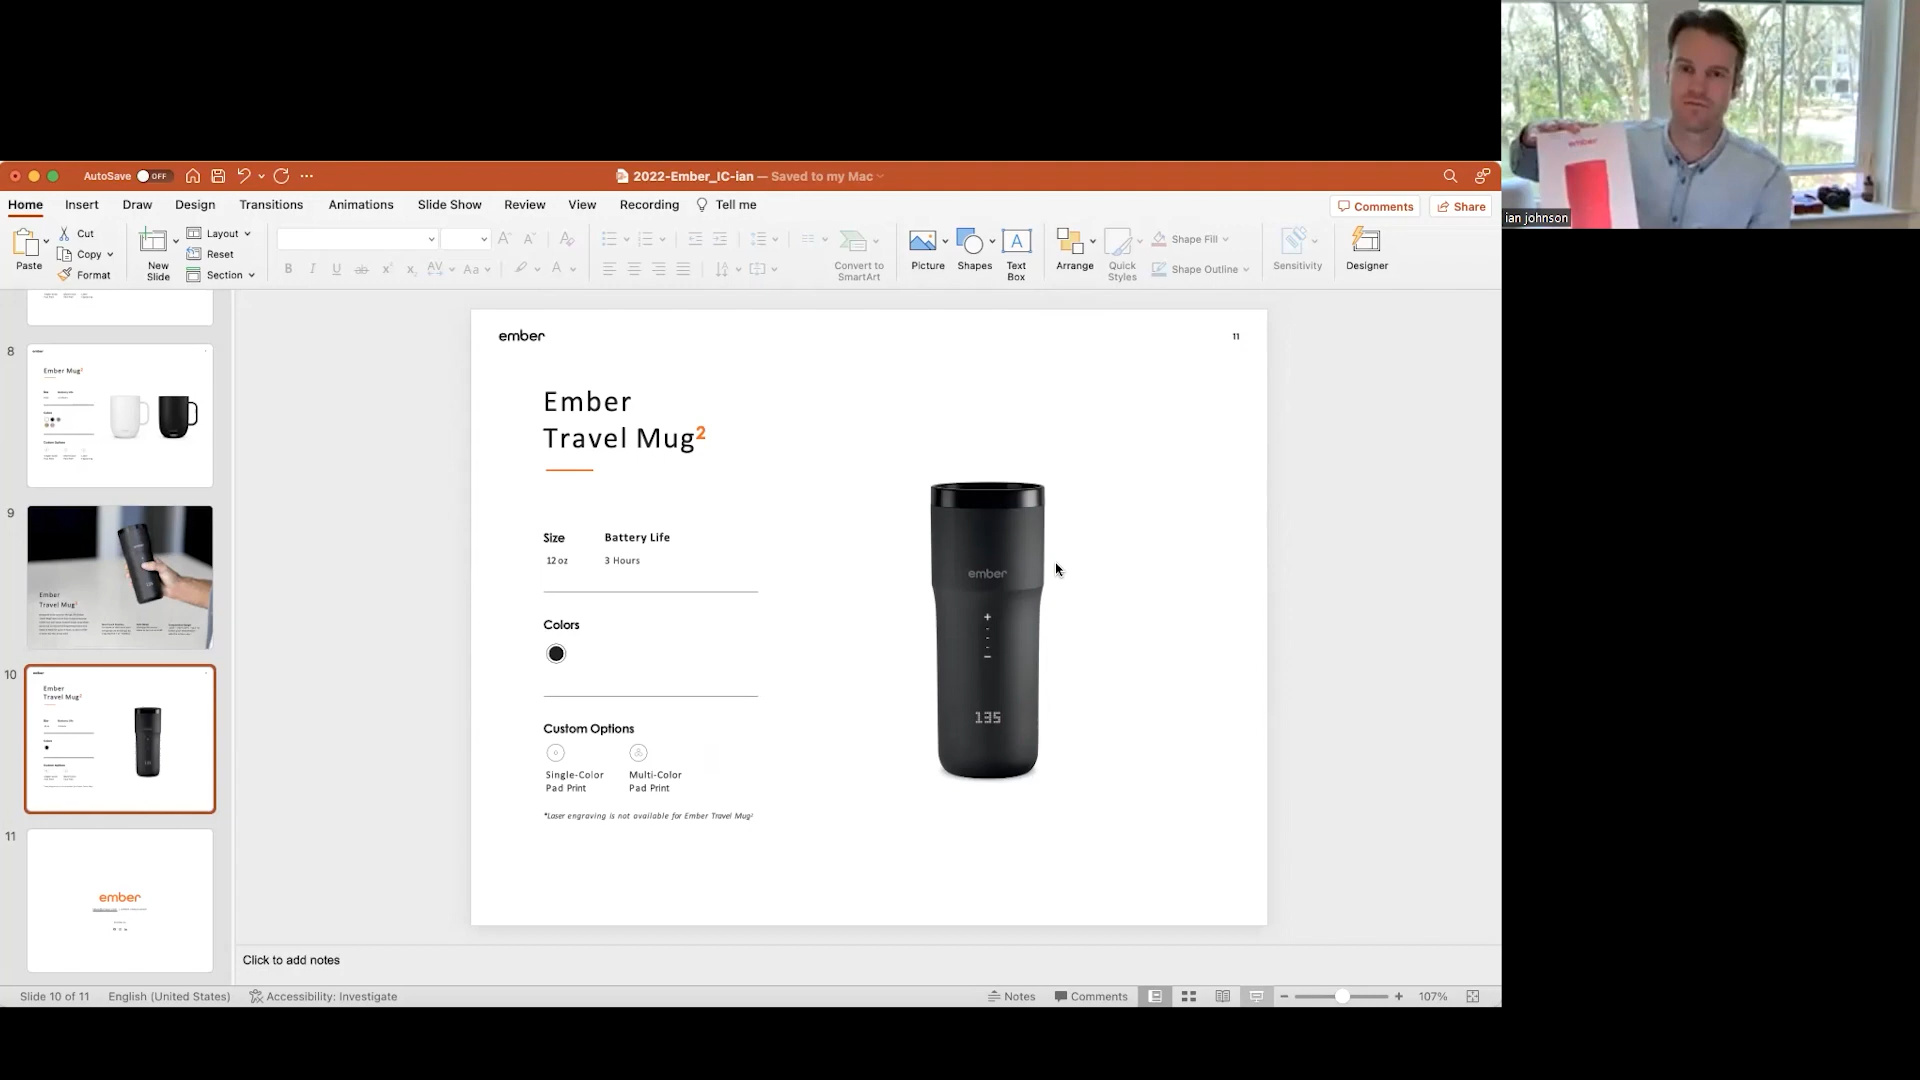 ember
ian johnson
AutoSave OFF
2022-Ember_IC-ian — Saved to my Mac
Home Insert Draw Design Transitions Animations Slide Show Review View Recording Tell me
Comments Share
Paste
Cut
Copy
Format
New Slide
Layout
Reset
Section
Convert to SmartArt
Picture
Shapes
Text Box
Arrange
Quick Styles
Shape Fill
Shape Outline
Sensitivity
Designer
8
ember
Ember Mug²
9
Ember
Travel Mug²
10
ember
Ember
Travel Mug²
11
ember
ember
11
Ember
Travel Mug²
Size Battery Life
12 oz 3 Hours
Colors
Custom Options
Single-Color Pad Print
Multi-Color Pad Print
*Laser engraving is not available for Ember Travel Mug²
ember
+
–
135
Click to add notes
Slide 10 of 11 English (United States) Accessibility: Investigate
Notes Comments 107%